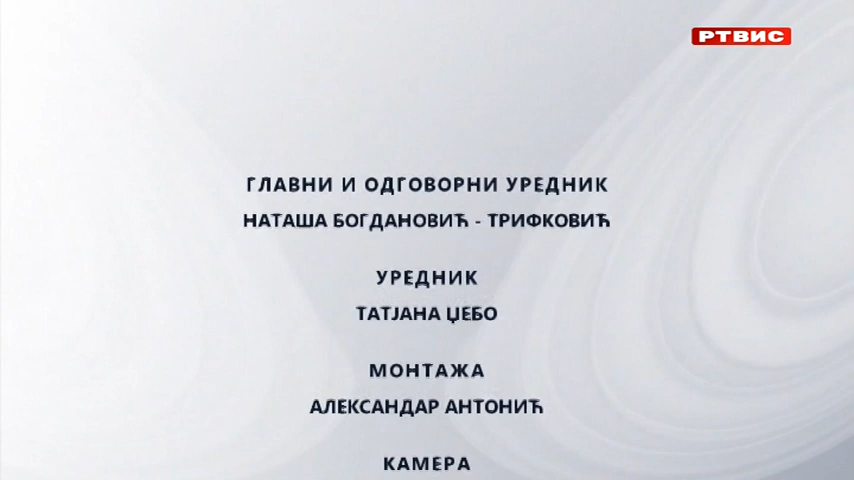 РТВИС
ГЛАВНИ И ОДГОВОРНИ УРЕДНИК
НАТАША БОГДАНОВИЋ - ТРИФКОВИЋ
УРЕДНИК
ТАТЈАНА ЏЕБО
МОНТАЖА
АЛЕКСАНДАР АНТОНИЋ
КАМЕРА